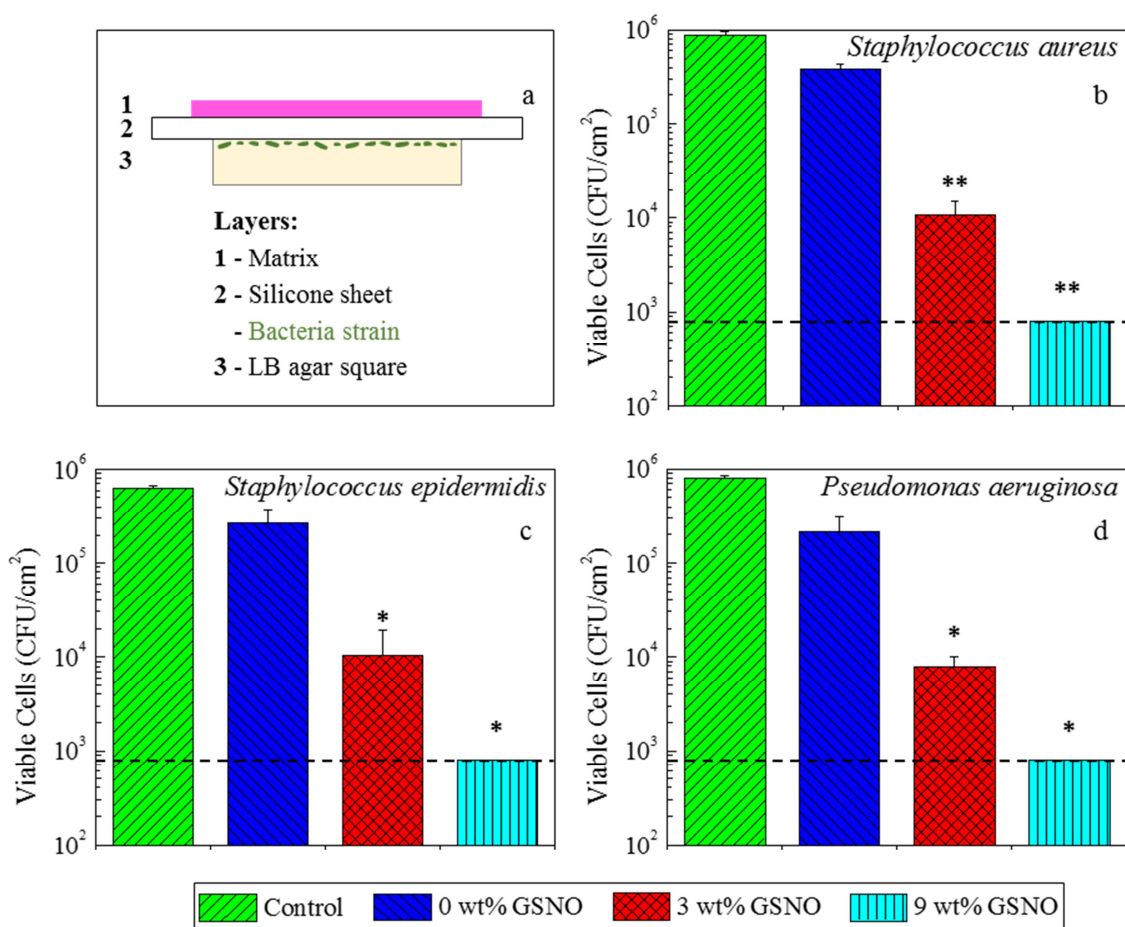 a
1
2
3
Layers:
1 - Matrix
2 - Silicone sheet
- Bacteria strain
3 - LB agar square
Staphylococcus aureus
b
Viable Cells (CFU/cm²)
10⁶
10⁵
10⁴
10³
10²
**
**
Staphylococcus epidermidis
c
Viable Cells (CFU/cm²)
10⁶
10⁵
10⁴
10³
10²
*
*
Pseudomonas aeruginosa
d
Viable Cells (CFU/cm²)
10⁶
10⁵
10⁴
10³
10²
*
*
Control 0 wt% GSNO 3 wt% GSNO 9 wt% GSNO